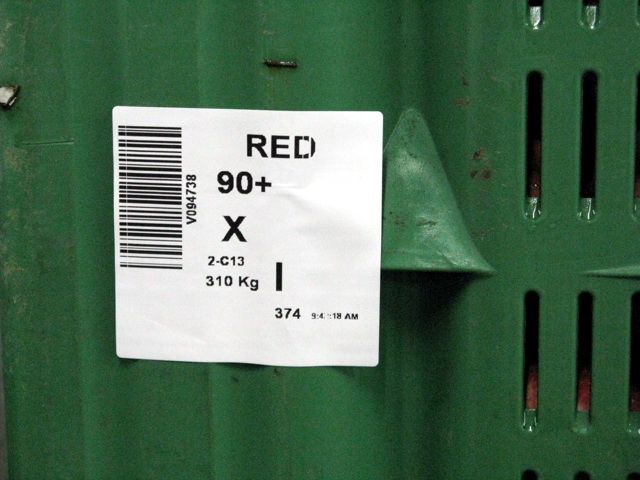 RED
90+
V094738
X
2-C13
310 Kg I
374